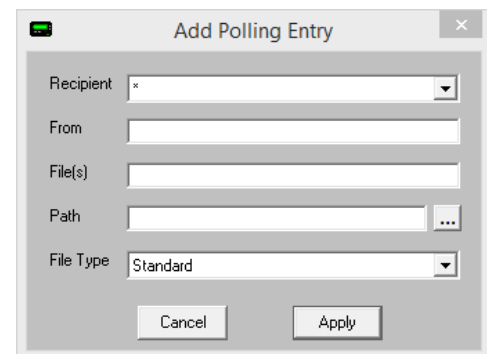 Add Polling Entry
Recipient *
From
File(s)
Path ...
File Type Standard
Cancel Apply